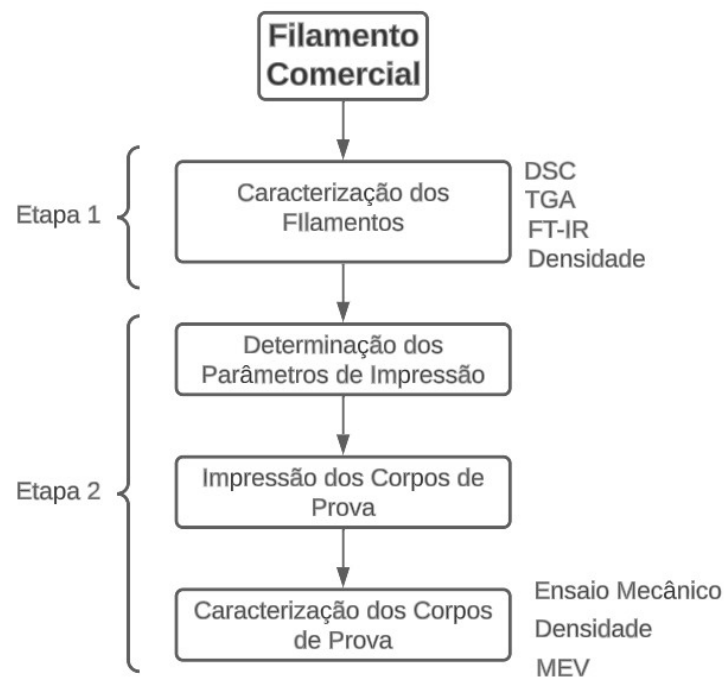 Filamento
Comercial
Etapa 1
Caracterização dos
FIlamentos
DSC
TGA
FT-IR
Densidade
Etapa 2
Determinação dos
Parâmetros de Impressão
Impressão dos Corpos de
Prova
Caracterização dos Corpos
de Prova
Ensaio Mecânico
Densidade
MEV